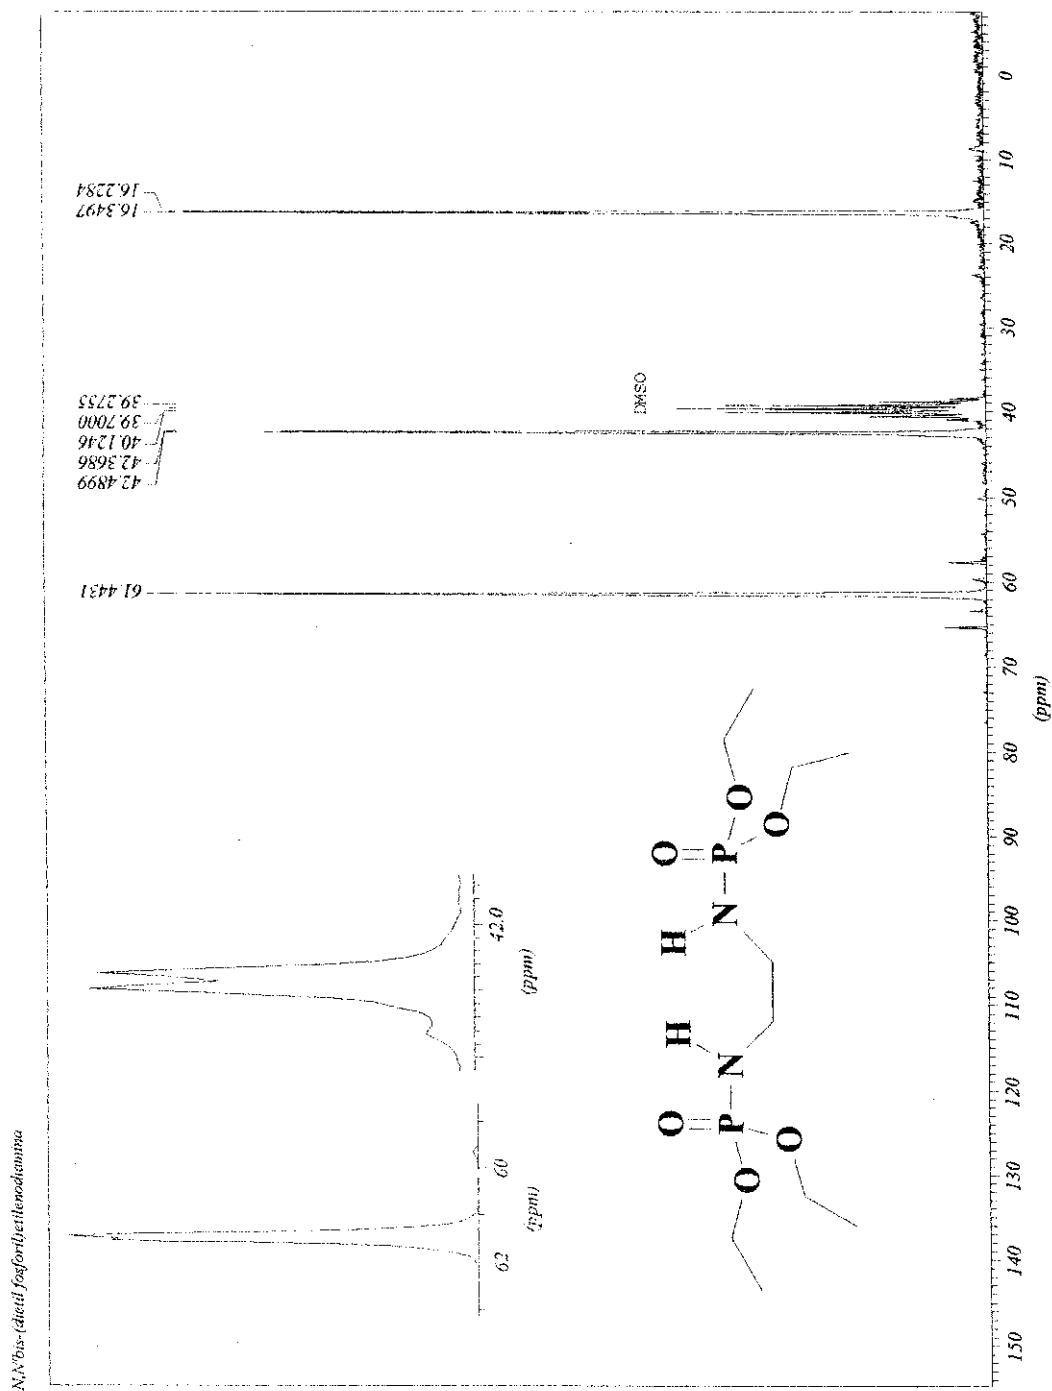 N,N'bis-(dietil fosforil)etilenodiamina
61.4431
42.4899
42.3686
40.1246
39.7000
39.2755
16.3497
16.2284
DMSO
62 60
(ppm)
42.0
(ppm)
O O
H H
P N N P
O O O O
150 140 130 120 110 100 90 80 70 60 50 40 30 20 10 0
(ppm)